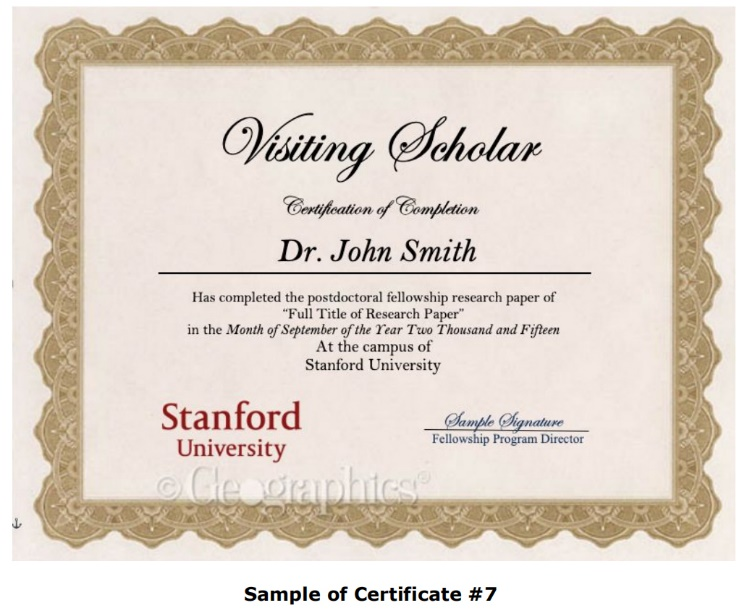 Visiting Scholar
Certification of Completion
Dr. John Smith
Has completed the postdoctoral fellowship research paper of
“Full Title of Research Paper”
in the Month of September of the Year Two Thousand and Fifteen
At the campus of
Stanford University
Stanford
University
Sample Signature
Fellowship Program Director
© Geographics®
Sample of Certificate #7